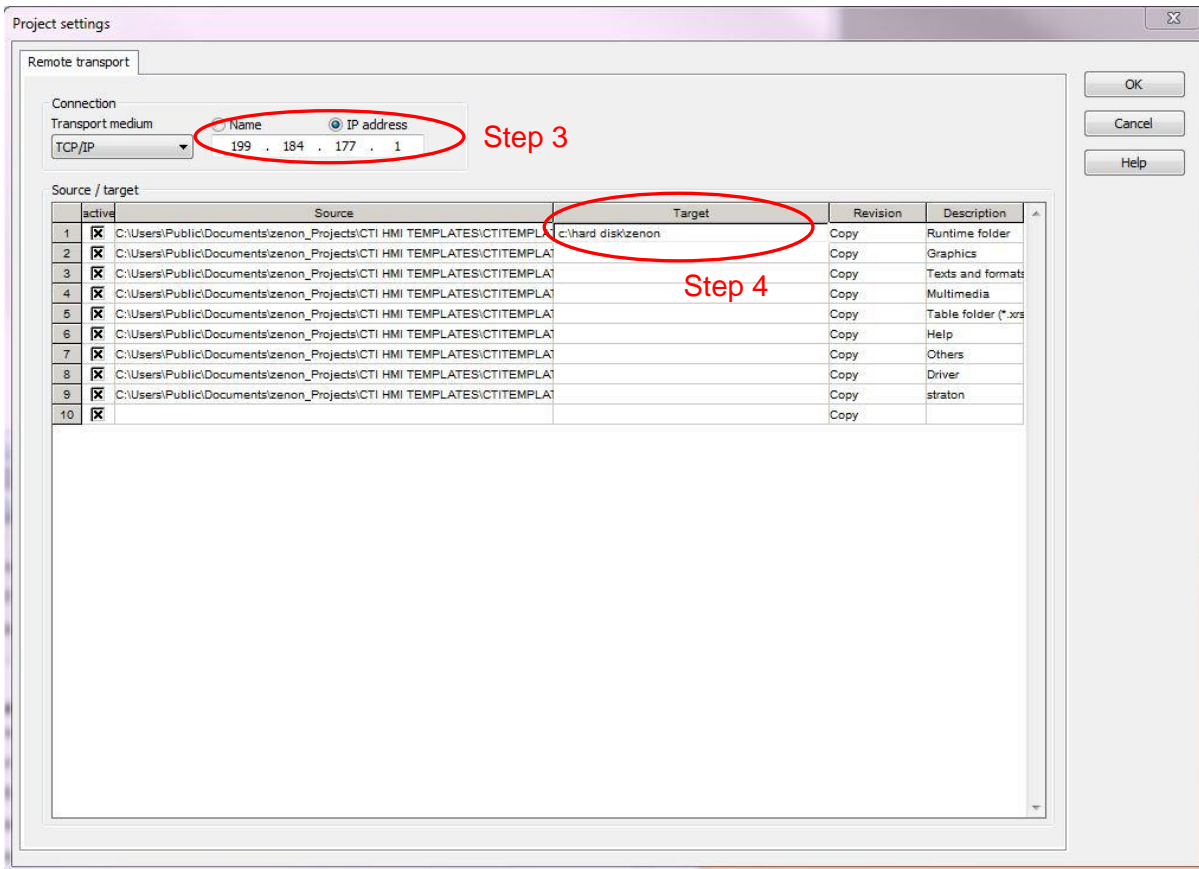 Project settings
Remote transport
OK
Connection
Transport medium Name IP address
Cancel
TCP/IP 199 . 184 . 177 . 1 Step 3
Help
Source / target
active Source Target Revision Description
1 C:\Users\Public\Documents\zenon_Projects\CTI HMI TEMPLATES\CTITEMPLA c:\hard disk\zenon Copy Runtime folder
2 C:\Users\Public\Documents\zenon_Projects\CTI HMI TEMPLATES\CTITEMPLAT Copy Graphics
3 C:\Users\Public\Documents\zenon_Projects\CTI HMI TEMPLATES\CTITEMPLAT Copy Texts and formats
Step 4
4 C:\Users\Public\Documents\zenon_Projects\CTI HMI TEMPLATES\CTITEMPLAT Copy Multimedia
5 C:\Users\Public\Documents\zenon_Projects\CTI HMI TEMPLATES\CTITEMPLAT Copy Table folder (*.xrs
6 C:\Users\Public\Documents\zenon_Projects\CTI HMI TEMPLATES\CTITEMPLAT Copy Help
7 C:\Users\Public\Documents\zenon_Projects\CTI HMI TEMPLATES\CTITEMPLAT Copy Others
8 C:\Users\Public\Documents\zenon_Projects\CTI HMI TEMPLATES\CTITEMPLAT Copy Driver
9 C:\Users\Public\Documents\zenon_Projects\CTI HMI TEMPLATES\CTITEMPLAT Copy straton
10 Copy